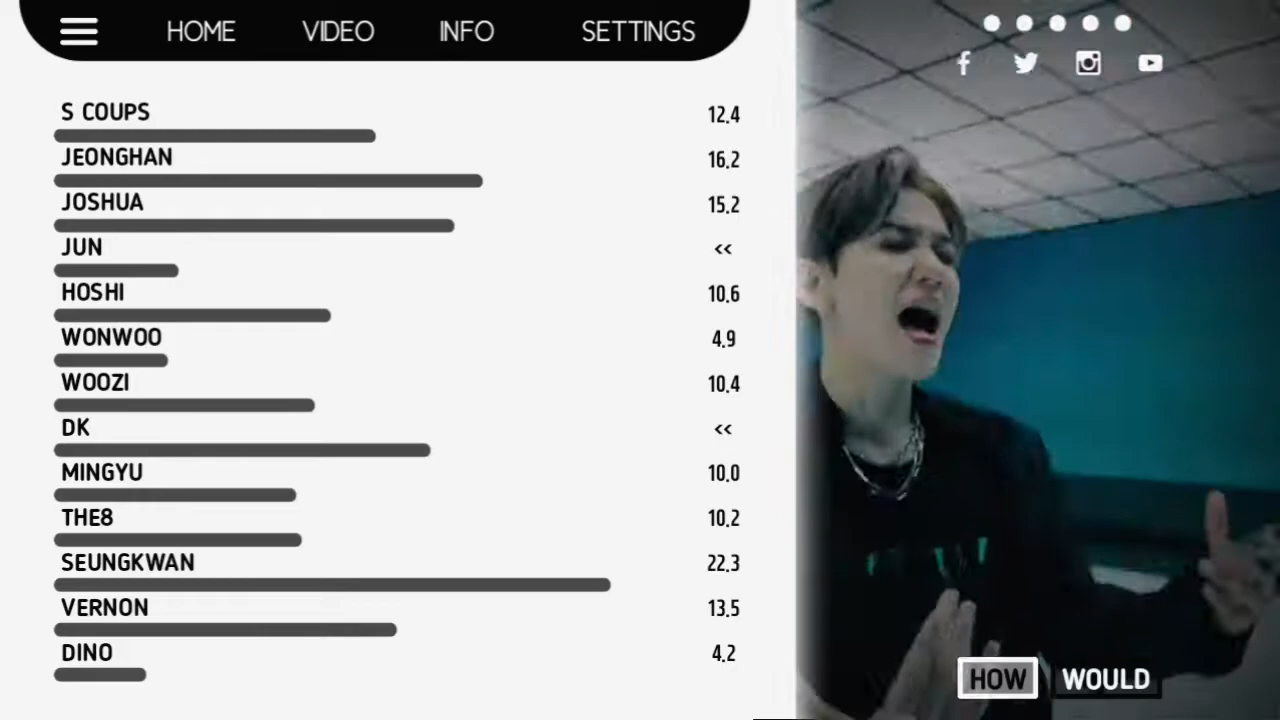 HOME VIDEO INFO SETTINGS
S COUPS 12.4
JEONGHAN 16.2
JOSHUA 15.2
JUN <<
HOSHI 10.6
WONWOO 4.9
WOOZI 10.4
DK <<
MINGYU 10.0
THE8 10.2
SEUNGKWAN 22.3
VERNON 13.5
DINO 4.2
HOW WOULD